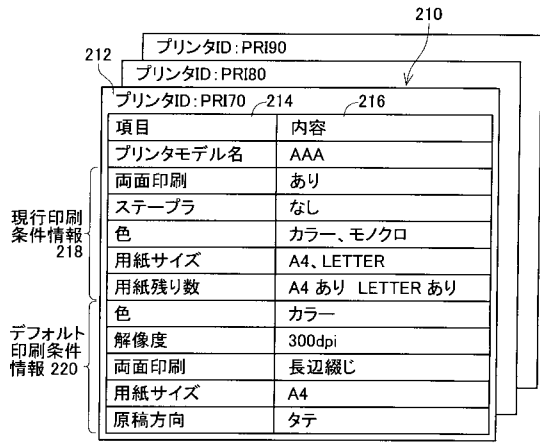 210
プリンタID:PRI90
プリンタID:PRI80
212
プリンタID:PRI70 214 216
項目 内容
プリンタモデル名 AAA
両面印刷 あり
ステープラ なし
色 カラー、モノクロ
用紙サイズ A4、LETTER
用紙残り数 A4 あり LETTER あり
現行印刷
条件情報
218
色 カラー
解像度 300dpi
両面印刷 長辺綴じ
用紙サイズ A4
原稿方向 タテ
デフォルト
印刷条件
情報 220